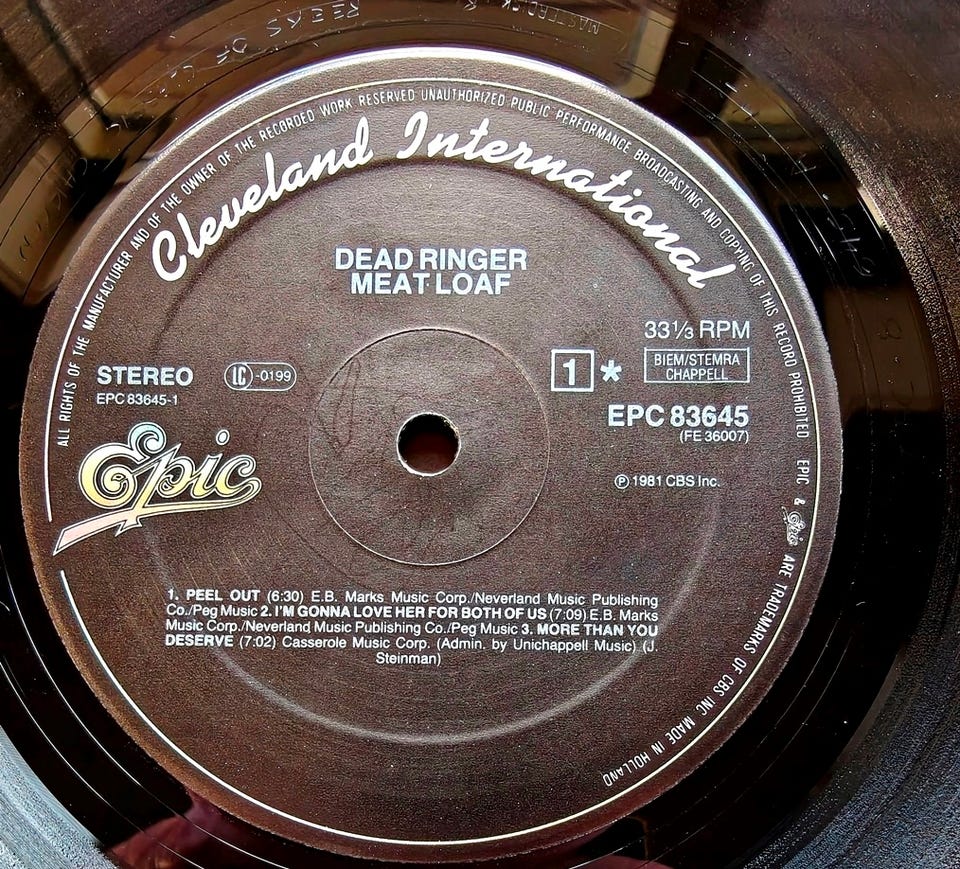 ALL RIGHTS OF THE MANUFACTURER AND OF THE OWNER OF THE RECORDED WORK RESERVED UNAUTHORIZED PUBLIC PERFORMANCE BROADCASTING AND COPYING OF THIS RECORD PROHIBITED EPIC & Epic ARE TRADEMARKS OF CBS INC MADE IN HOLLAND
Cleveland International
DEAD RINGER
MEAT LOAF
33⅓ RPM
STEREO
LC-0199
1*
BIEM/STEMRA
CHAPPELL
EPC 83645-1
EPC 83645
(FE 36007)
Epic
℗ 1981 CBS Inc.
1. PEEL OUT (6:30) E.B. Marks Music Corp./Neverland Music Publishing
Co./Peg Music 2. I'M GONNA LOVE HER FOR BOTH OF US (7:09) E.B. Marks
Music Corp./Neverland Music Publishing Co./Peg Music 3. MORE THAN YOU
DESERVE (7:02) Casserole Music Corp. (Admin. by Unichappell Music) (J.
Steinman)